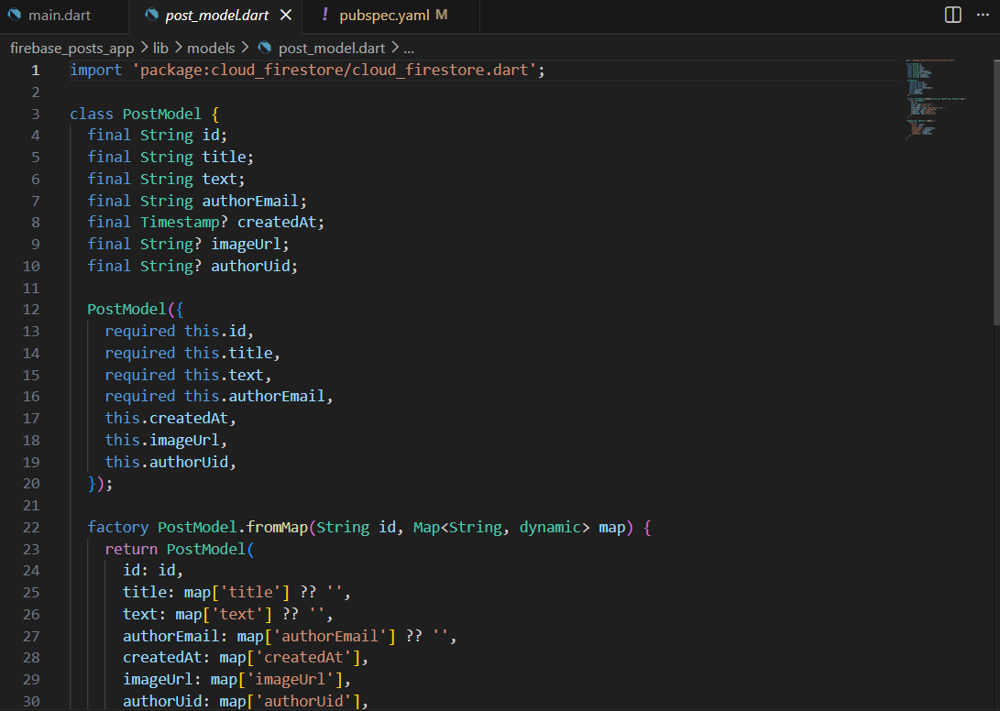 main.dart
post_model.dart
! pubspec.yaml M
firebase_posts_app > lib > models > post_model.dart > ...
1 import 'package:cloud_firestore/cloud_firestore.dart';
2
3 class PostModel {
4 final String id;
5 final String title;
6 final String text;
7 final String authorEmail;
8 final Timestamp? createdAt;
9 final String? imageUrl;
10 final String? authorUid;
11
12 PostModel({
13 required this.id,
14 required this.title,
15 required this.text,
16 required this.authorEmail,
17 this.createdAt,
18 this.imageUrl,
19 this.authorUid,
20 });
21
22 factory PostModel.fromMap(String id, Map<String, dynamic> map) {
23 return PostModel(
24 id: id,
25 title: map['title'] ?? '',
26 text: map['text'] ?? '',
27 authorEmail: map['authorEmail'] ?? '',
28 createdAt: map['createdAt'],
29 imageUrl: map['imageUrl'],
30 authorUid: map['authorUid'],